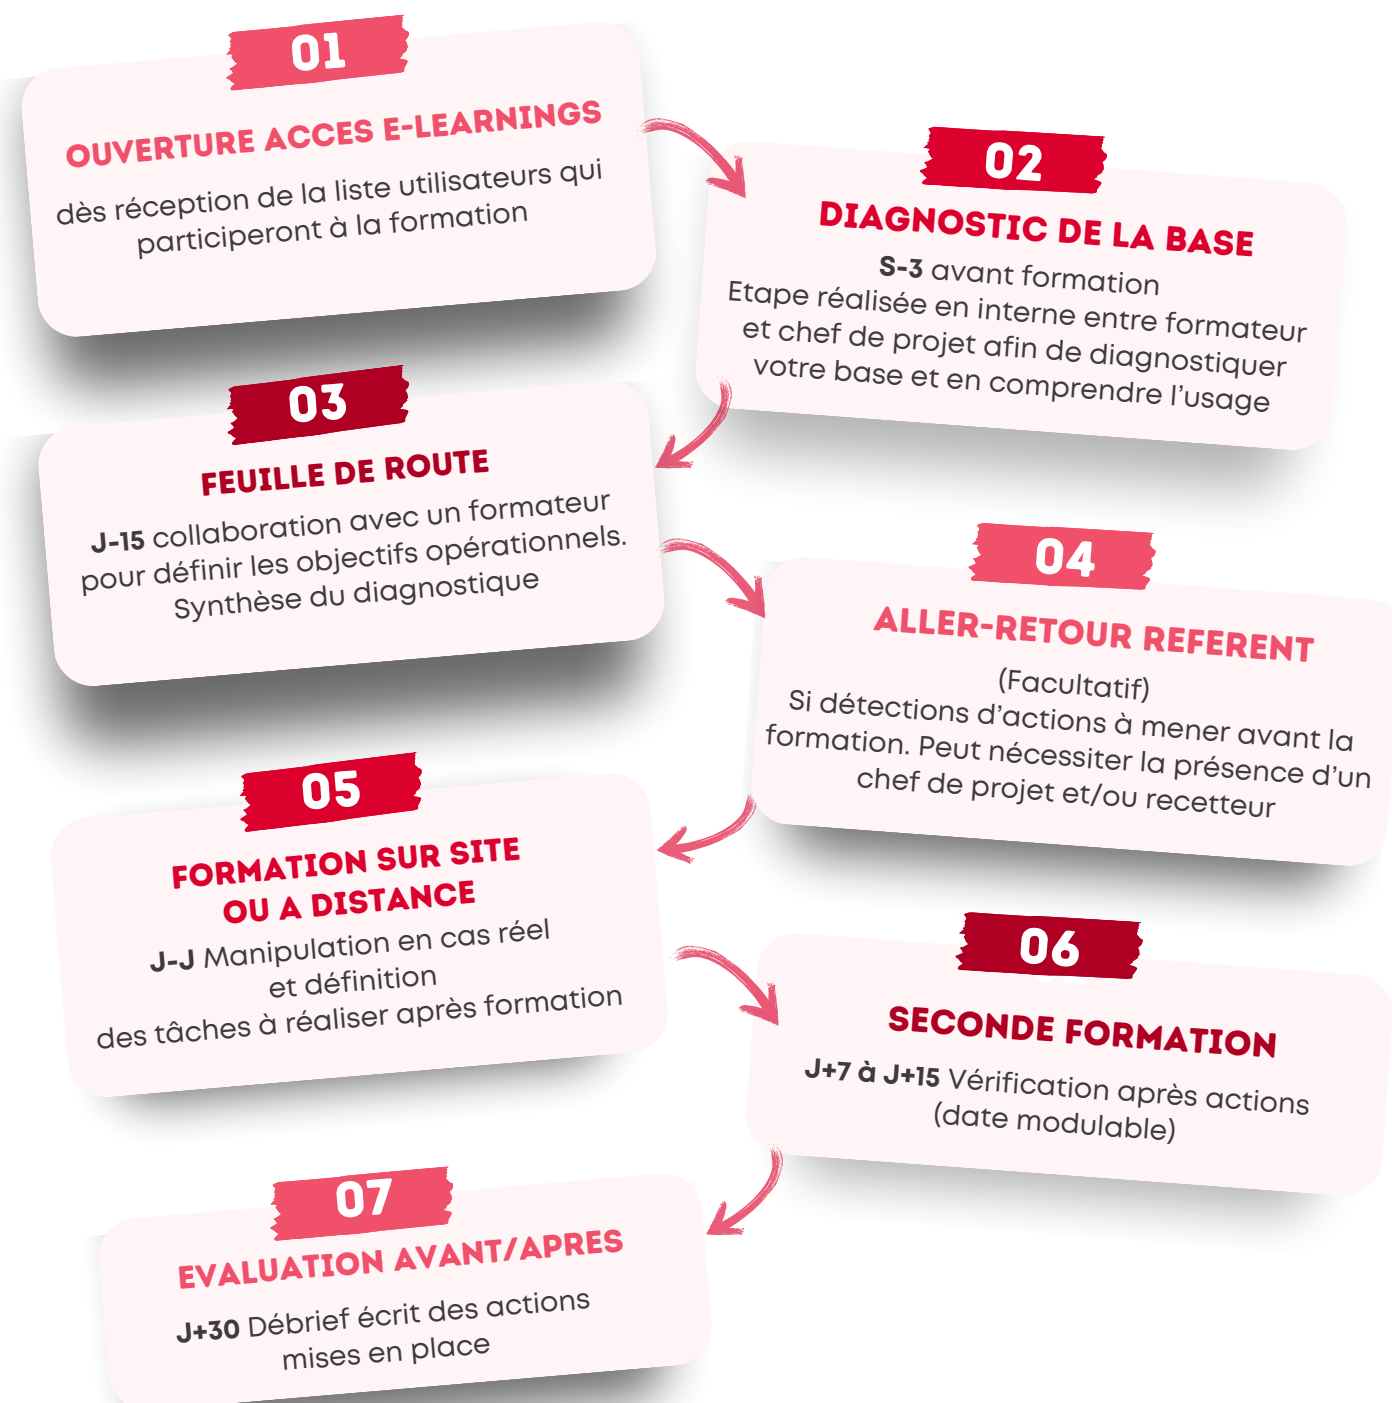 01
OUVERTURE ACCES E-LEARNINGS
dès réception de la liste utilisateurs qui
participeront à la formation
02
DIAGNOSTIC DE LA BASE
S-3 avant formation
Etape réalisée en interne entre formateur
et chef de projet afin de diagnostiquer
votre base et en comprendre l'usage
03
FEUILLE DE ROUTE
J-15 collaboration avec un formateur
pour définir les objectifs opérationnels.
Synthèse du diagnostique
04
ALLER-RETOUR REFERENT
(Facultatif)
Si détections d'actions à mener avant la
formation. Peut nécessiter la présence d'un
chef de projet et/ou recetteur
05
FORMATION SUR SITE
OU A DISTANCE
J-J Manipulation en cas réel
et définition
des tâches à réaliser après formation
06
SECONDE FORMATION
J+7 à J+15 Vérification après actions
(date modulable)
07
EVALUATION AVANT/APRES
J+30 Débrief écrit des actions
mises en place